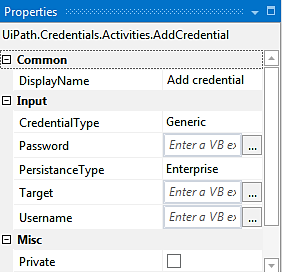 Properties
UiPath.Credentials.Activities.AddCredential
Common
DisplayName Add credential
Input
CredentialType Generic
Password Enter a VB ex ...
PersistanceType Enterprise
Target Enter a VB ex ...
Username Enter a VB ex ...
Misc
Private